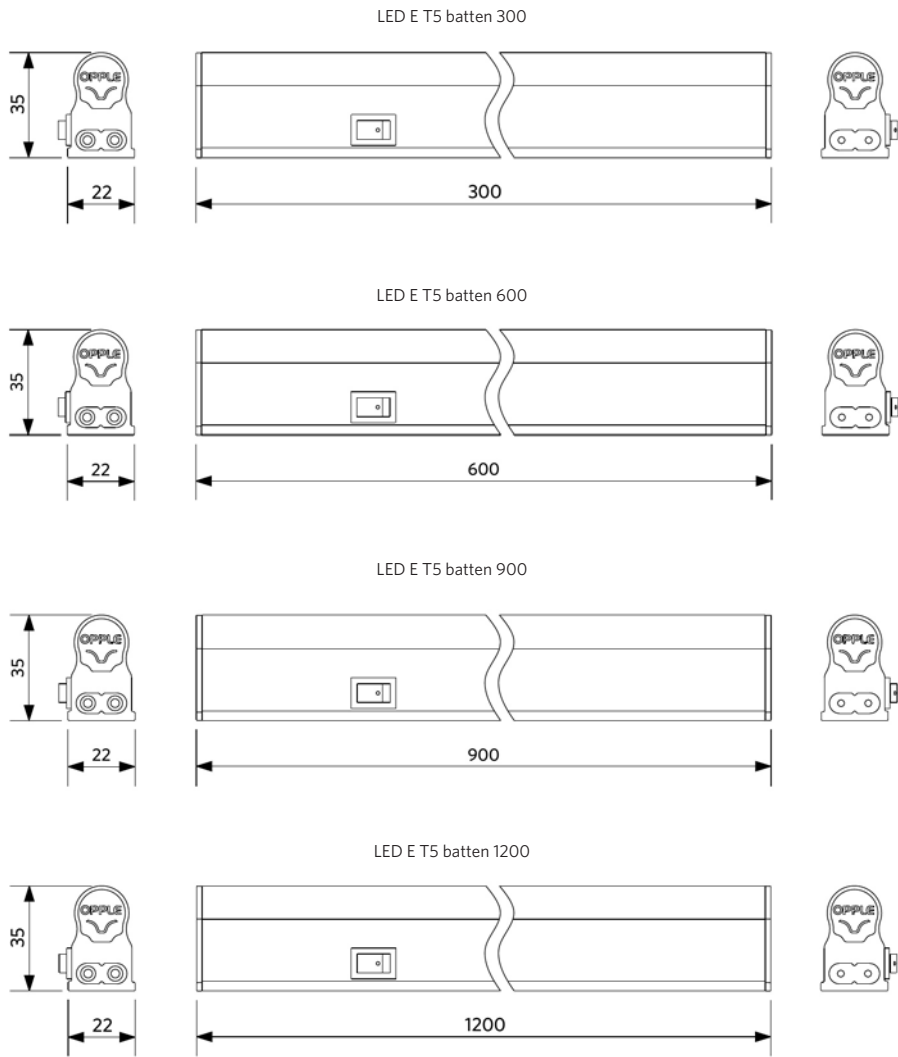 LED E T5 batten 300
OPPLE
OPPLE
35
22
300
LED E T5 batten 600
OPPLE
OPPLE
35
22
600
LED E T5 batten 900
OPPLE
OPPLE
35
22
900
LED E T5 batten 1200
OPPLE
OPPLE
35
22
1200